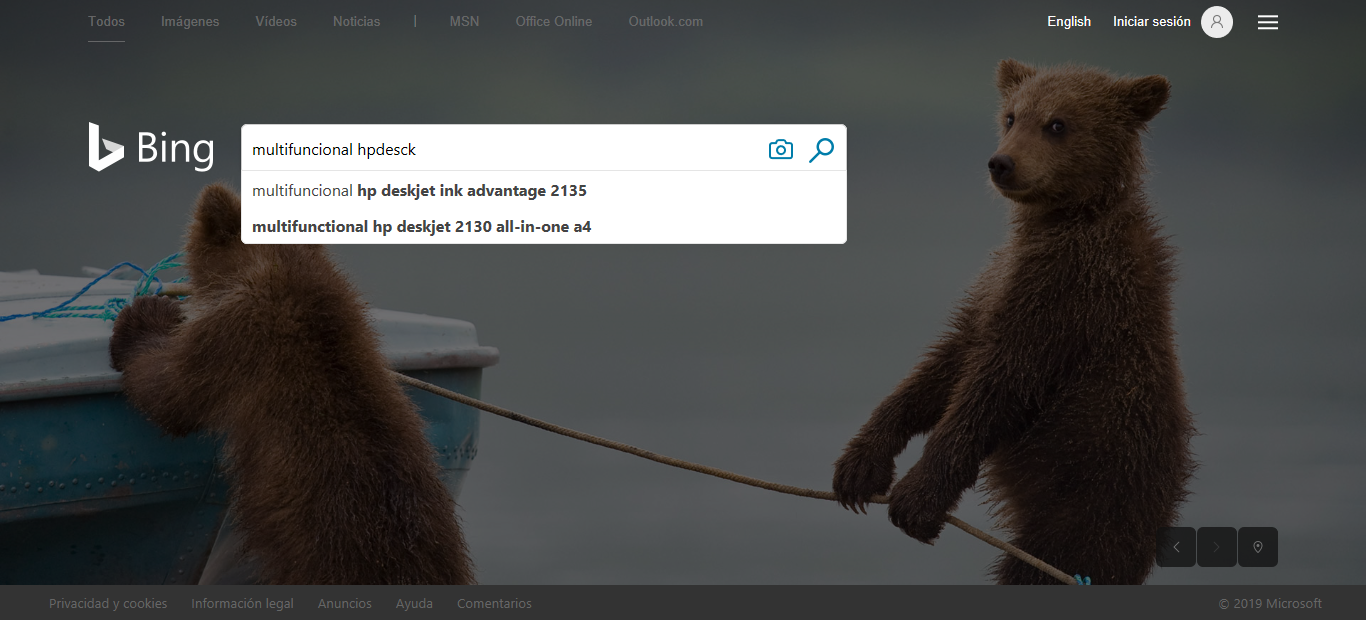 Todos Imágenes Vídeos Noticias | MSN Office Online Outlook.com English Iniciar sesión
Bing
multifuncional hpdesck
multifuncional hp deskjet ink advantage 2135
multifunctional hp deskjet 2130 all-in-one a4
Privacidad y cookies Información legal Anuncios Ayuda Comentarios © 2019 Microsoft